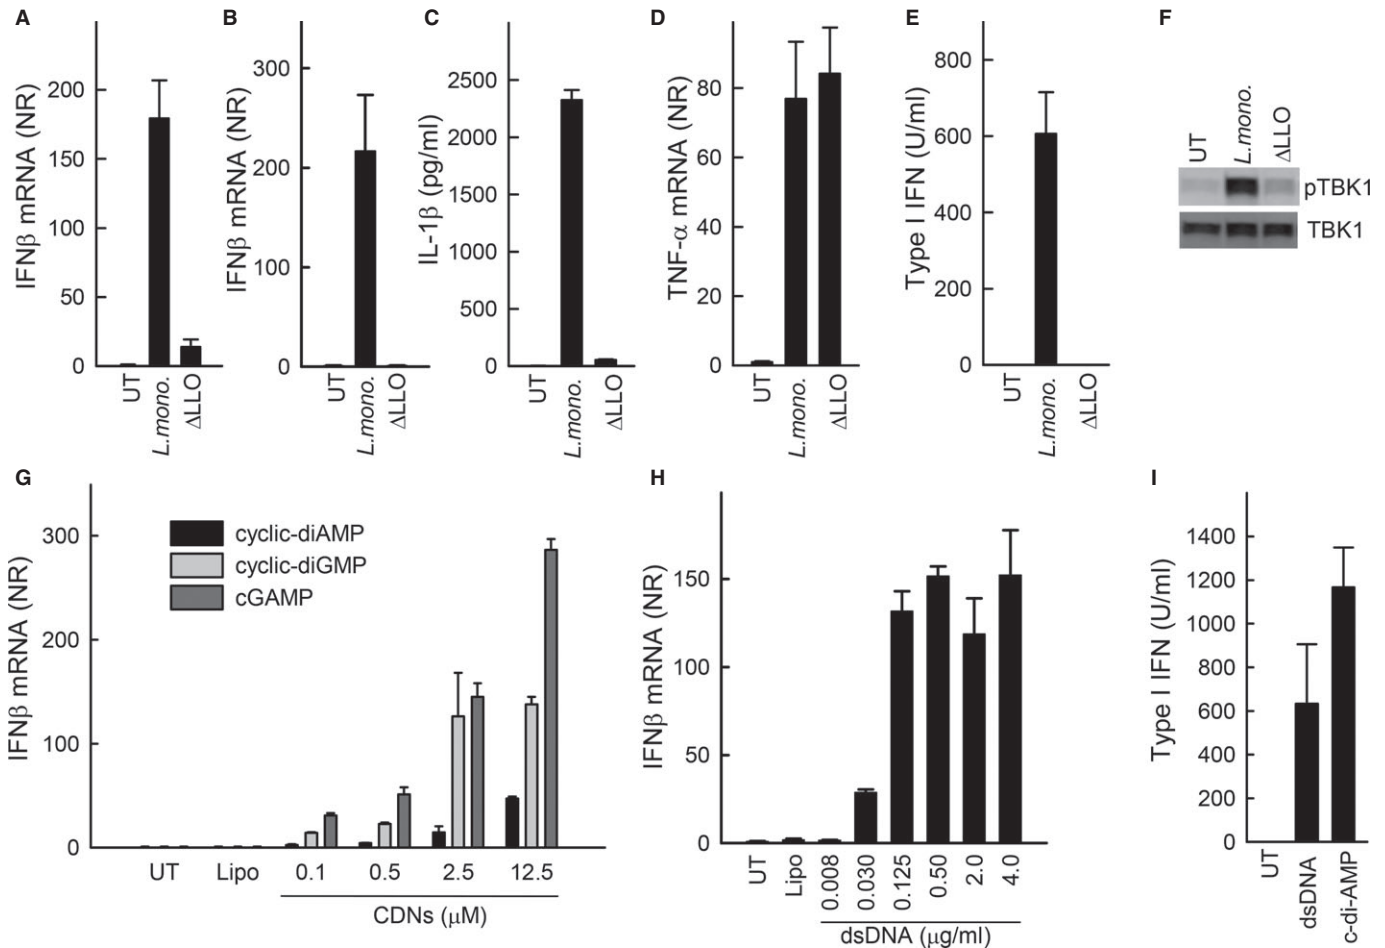 A
IFNβ mRNA (NR)
200
150
100
50
0
UT
L.mono.
ΔLLO
B
IFNβ mRNA (NR)
300
200
100
0
UT
L.mono.
ΔLLO
C
IL-1β (pg/ml)
2500
2000
1500
1000
500
0
UT
L.mono.
ΔLLO
D
TNF-α mRNA (NR)
80
60
40
20
0
UT
L.mono.
ΔLLO
E
Type I IFN (U/ml)
800
600
400
200
0
UT
L.mono.
ΔLLO
F
UT
L.mono.
ΔLLO
pTBK1
TBK1
G
IFNβ mRNA (NR)
300
200
100
0
cyclic-diAMP
cyclic-diGMP
cGAMP
UT Lipo 0.1 0.5 2.5 12.5
CDNs (μM)
H
IFNβ mRNA (NR)
150
100
50
0
UT
Lipo
0.008
0.030
0.125
0.50
2.0
4.0
dsDNA (μg/ml)
I
Type I IFN (U/ml)
1400
1200
1000
800
600
400
200
0
UT
dsDNA
c-di-AMP